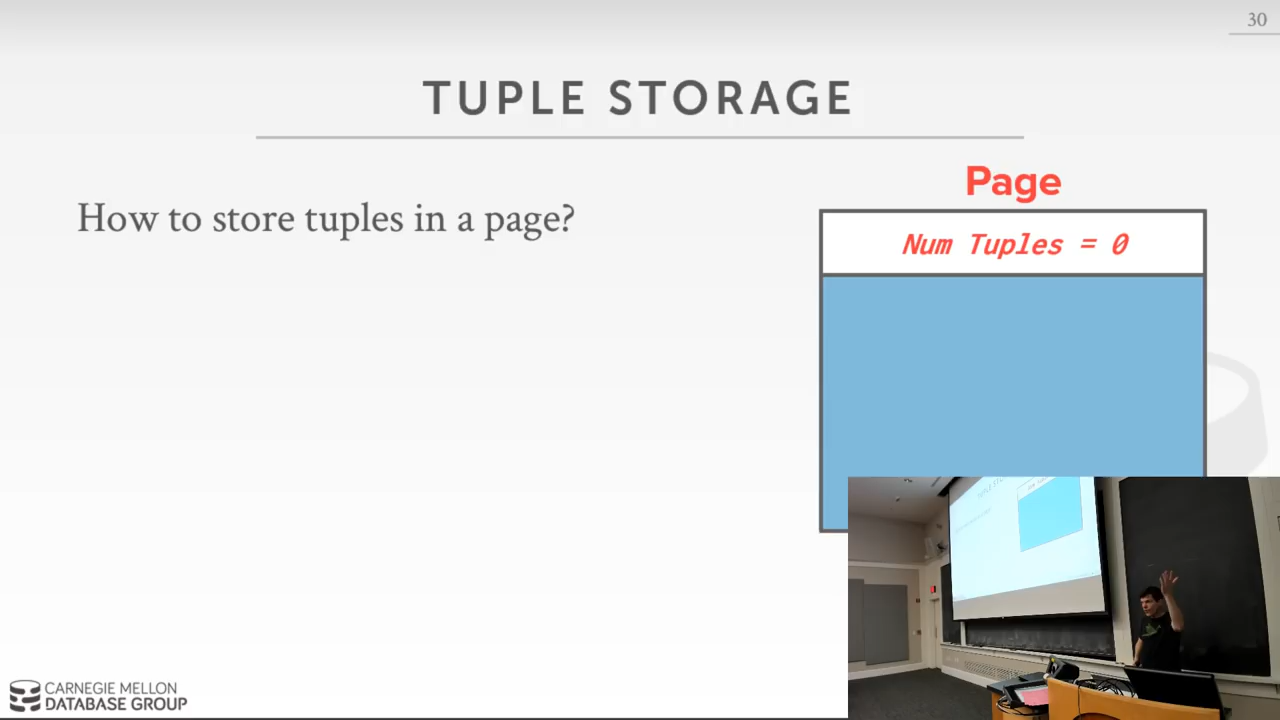 30
TUPLE STORAGE
How to store tuples in a page?
Page
Num Tuples = 0
CARNEGIE MELLON
DATABASE GROUP